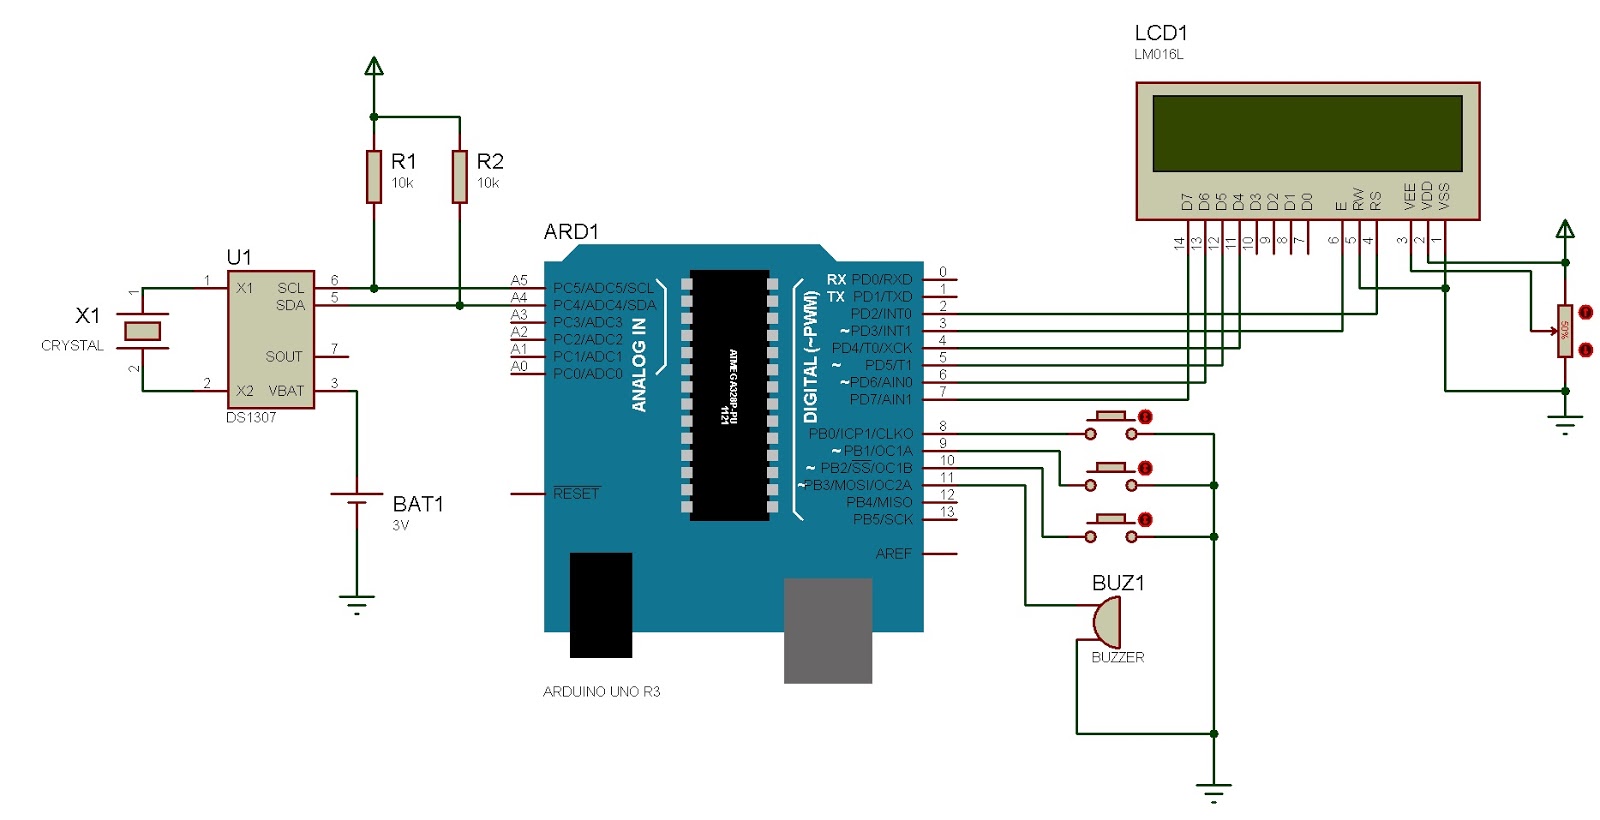 LCD1
LM016L
D7 D6 D5 D4 D3 D2 D1 D0 E RW RS VEE VDD VSS
14 13 12 11 10 9 8 7 6 5 4 3 2 1
R1
10k
R2
10k
U1
1 X1
2 X2
SCL 6
SDA 5
SOUT 7
VBAT 3
DS1307
X1
CRYSTAL
1
2
BAT1
3V
ARD1
A5 PC5/ADC5/SCL
A4 PC4/ADC4/SDA
A3 PC3/ADC3
A2 PC2/ADC2
A1 PC1/ADC1
A0 PC0/ADC0
RESET
ANALOG IN
ATMEGA328P-PU
1121
DIGITAL (~PWM)
RX PD0/RXD 0
TX PD1/TXD 1
PD2/INT0 2
~PD3/INT1 3
PD4/T0/XCK 4
~ PD5/T1 5
~PD6/AIN0 6
PD7/AIN1 7
PB0/ICP1/CLKO 8
~PB1/OC1A 9
~ PB2/SS/OC1B 10
~PB3/MOSI/OC2A 11
PB4/MISO 12
PB5/SCK 13
AREF
ARDUINO UNO R3
50%
BUZ1
BUZZER